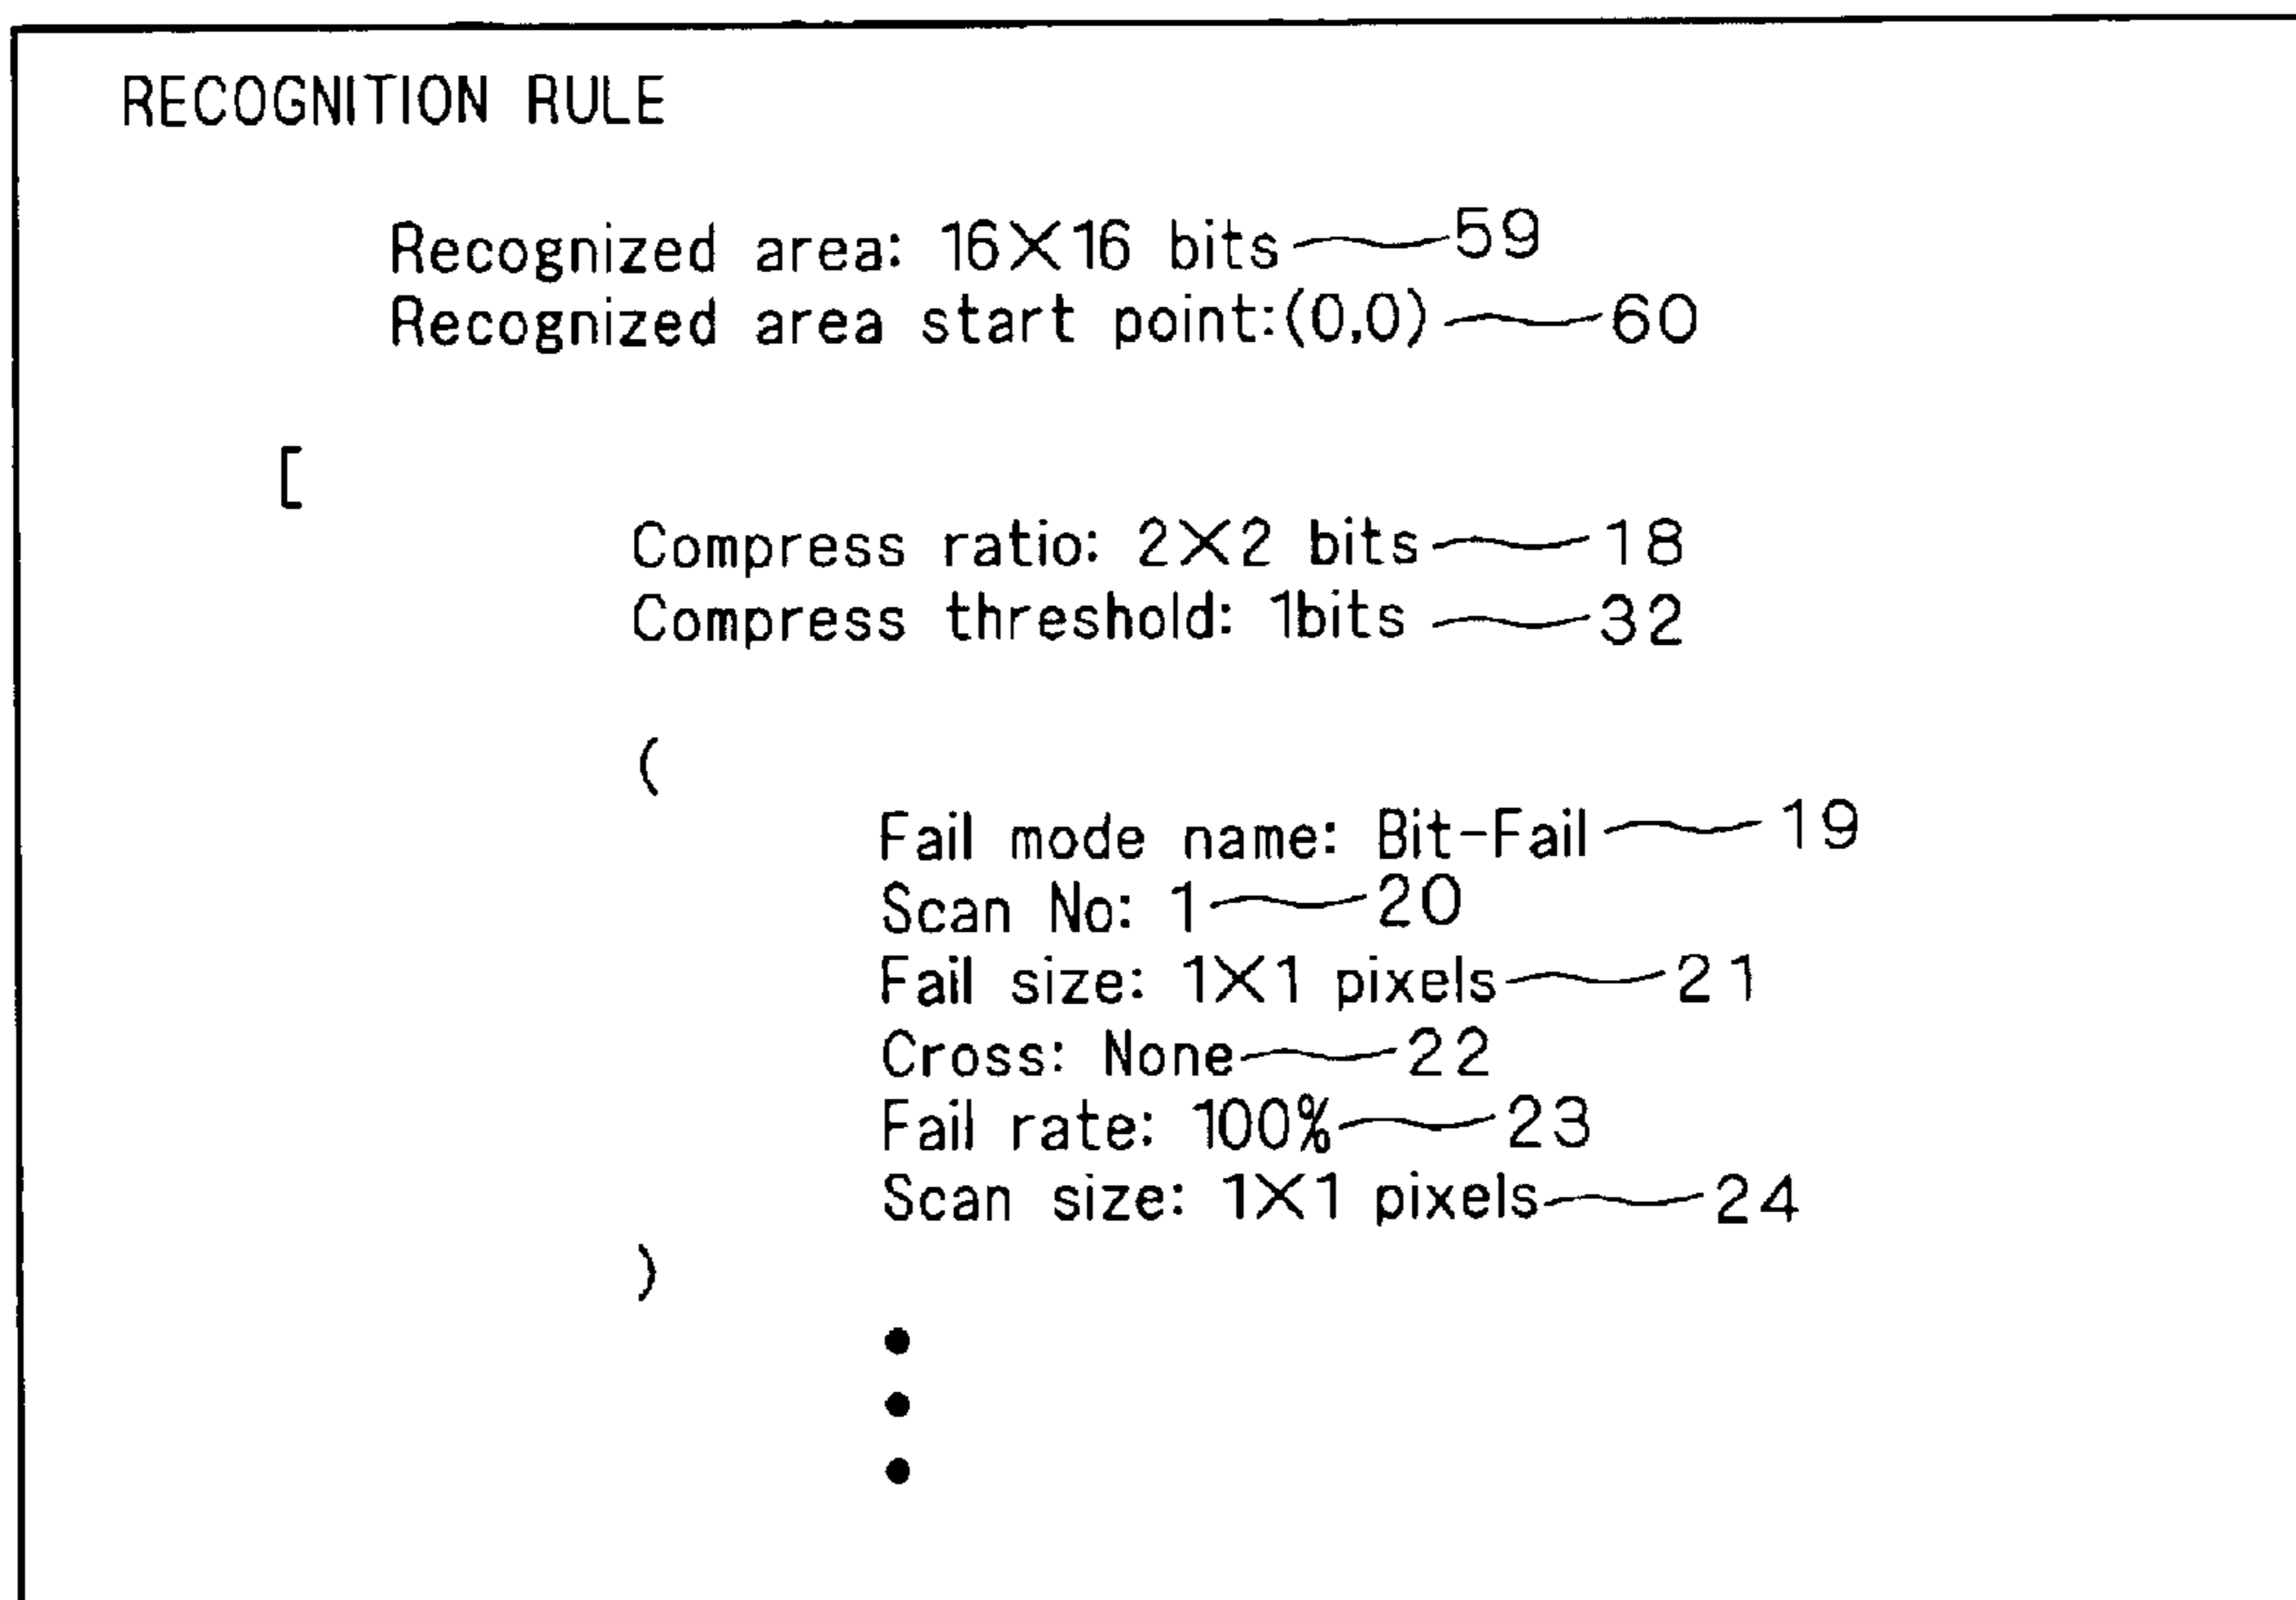 RECOGNITION RULE
Recognized area: 16×16 bits 59
Recognized area start point:(0,0) 60
[
Compress ratio: 2×2 bits 18
Compress threshold: 1bits 32
(
Fail mode name: Bit-Fail 19
Scan No: 1 20
Fail size: 1×1 pixels 21
Cross: None 22
Fail rate: 100% 23
Scan size: 1×1 pixels 24
)